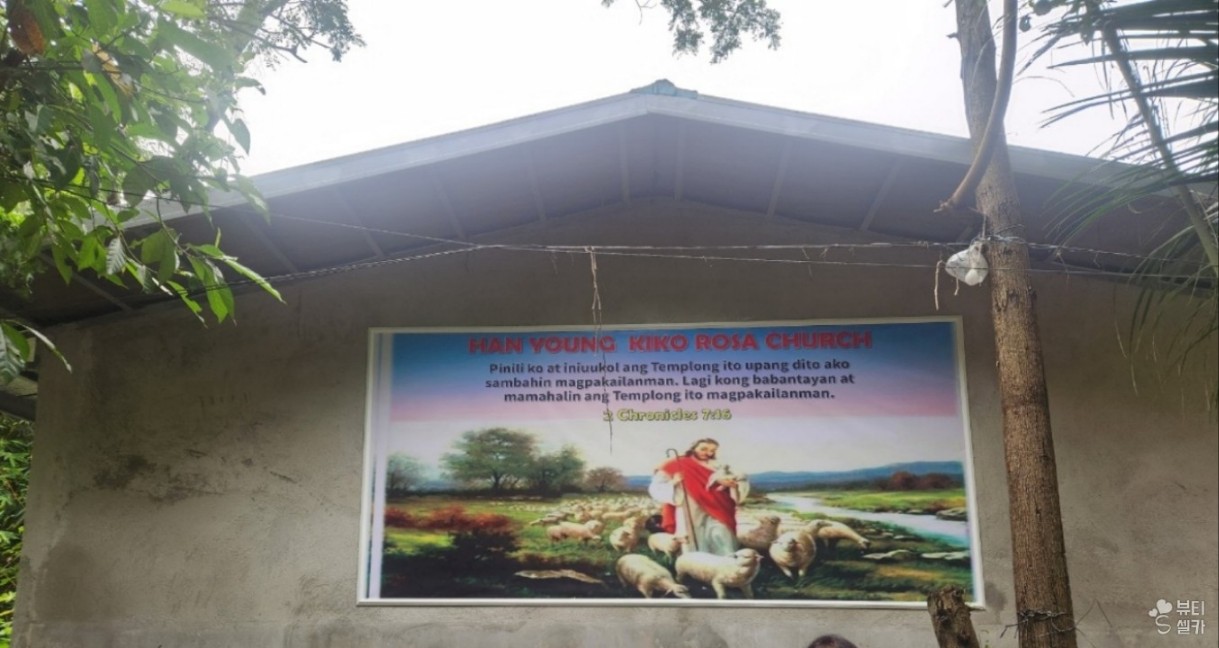 HAN YOUNG KIKO ROSA CHURCH
Pinili ko at iniuukol ang Templong ito upang dito ako
sambahin magpakailanman. Lagi kong babantayan at
mamahalin ang Templong ito magpakailanman.
2 Chronicles 7:16
뷰티
S 셀카